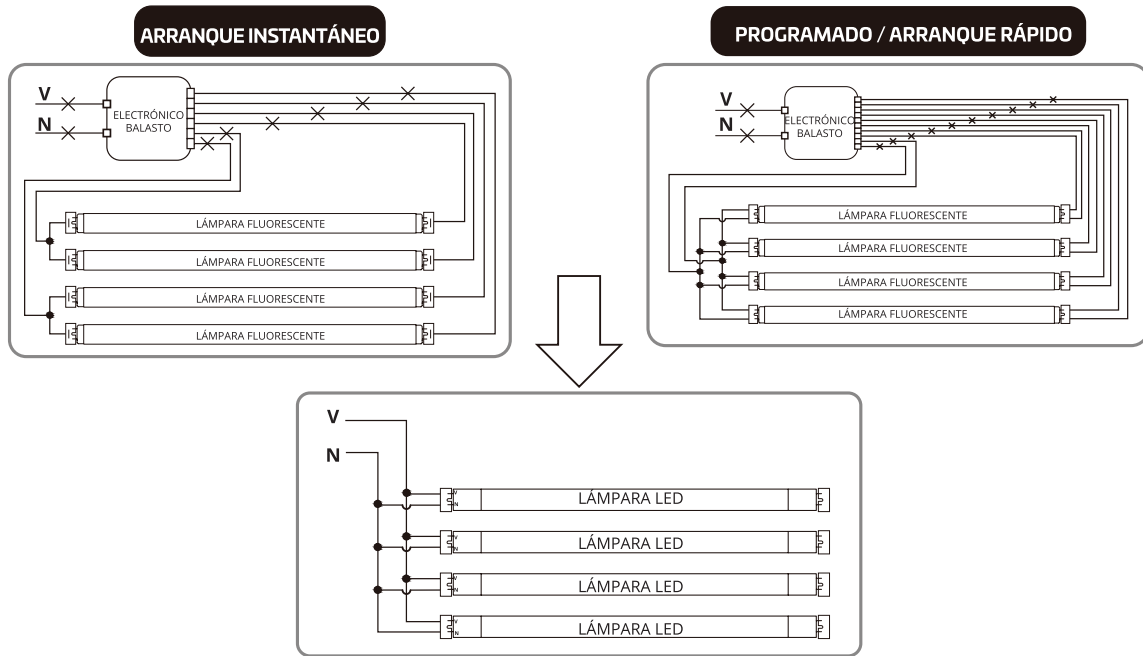 ARRANQUE INSTANTÁNEO
V
N
ELECTRÓNICO
BALASTO
LÁMPARA FLUORESCENTE
LÁMPARA FLUORESCENTE
LÁMPARA FLUORESCENTE
LÁMPARA FLUORESCENTE
PROGRAMADO / ARRANQUE RÁPIDO
V
N
ELECTRÓNICO
BALASTO
LÁMPARA FLUORESCENTE
LÁMPARA FLUORESCENTE
LÁMPARA FLUORESCENTE
LÁMPARA FLUORESCENTE
V
N
V
N
LÁMPARA LED
V
N
LÁMPARA LED
V
N
LÁMPARA LED
V
N
LÁMPARA LED